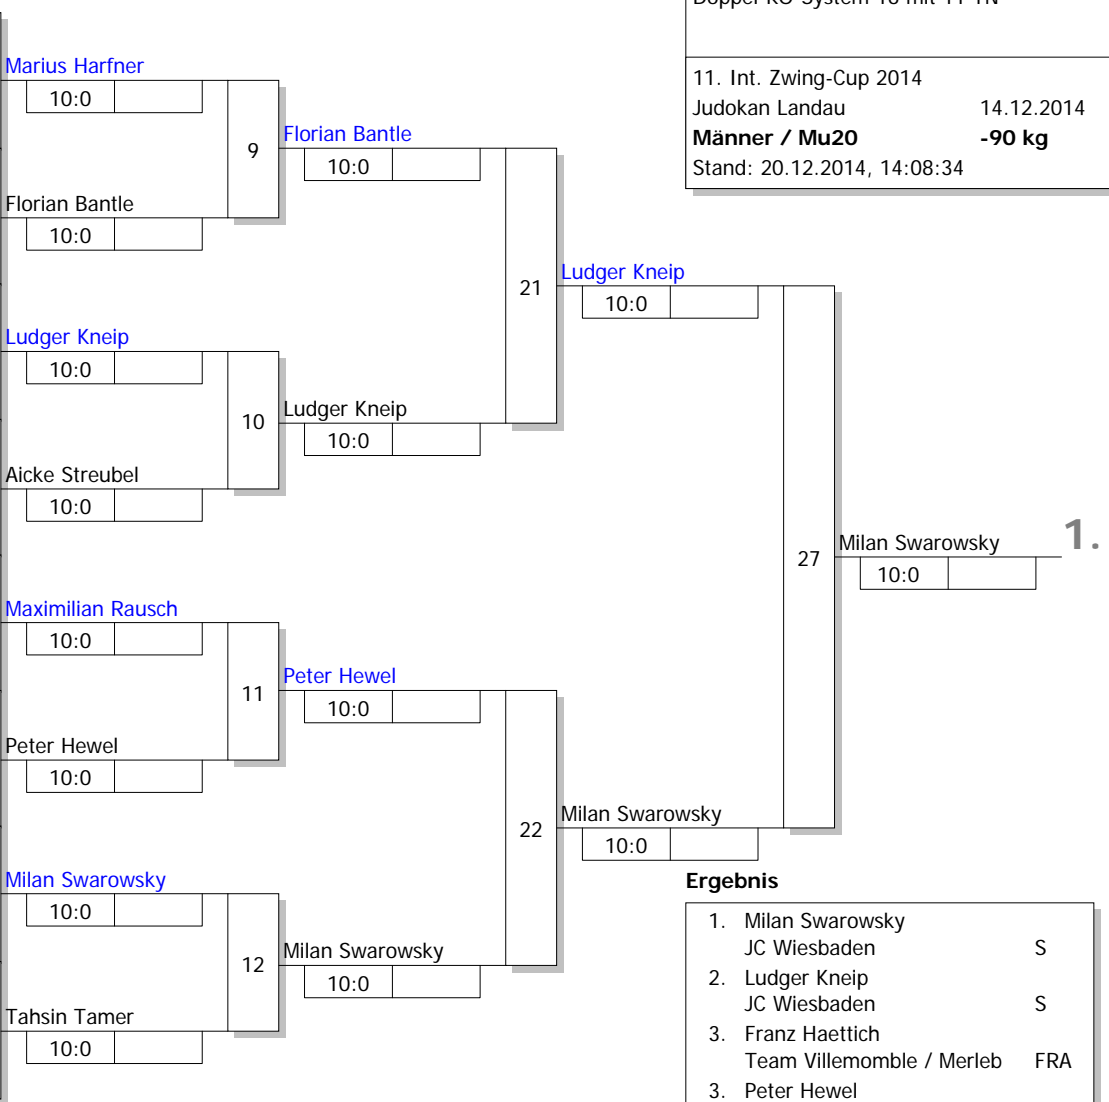 Doppel-KO-System 16 mit 11 TN
11. Int. Zwing-Cup 2014
Judokan Landau 14.12.2014
Männer / Mu20 -90 kg
Stand: 20.12.2014, 14:08:34
Marius Harfner
10:0
9
Florian Bantle
10:0
Florian Bantle
10:0
21
Ludger Kneip
10:0
Ludger Kneip
10:0
10
Ludger Kneip
10:0
Aicke Streubel
10:0
27
Milan Swarowsky 1.
10:0
Maximilian Rausch
10:0
11
Peter Hewel
10:0
Peter Hewel
10:0
22
Milan Swarowsky
10:0
Milan Swarowsky
10:0
12
Milan Swarowsky
10:0
Tahsin Tamer
10:0
Ergebnis
1. Milan Swarowsky
JC Wiesbaden S
2. Ludger Kneip
JC Wiesbaden S
3. Franz Haettich
Team Villemomble / Merleb FRA
3. Peter Hewel